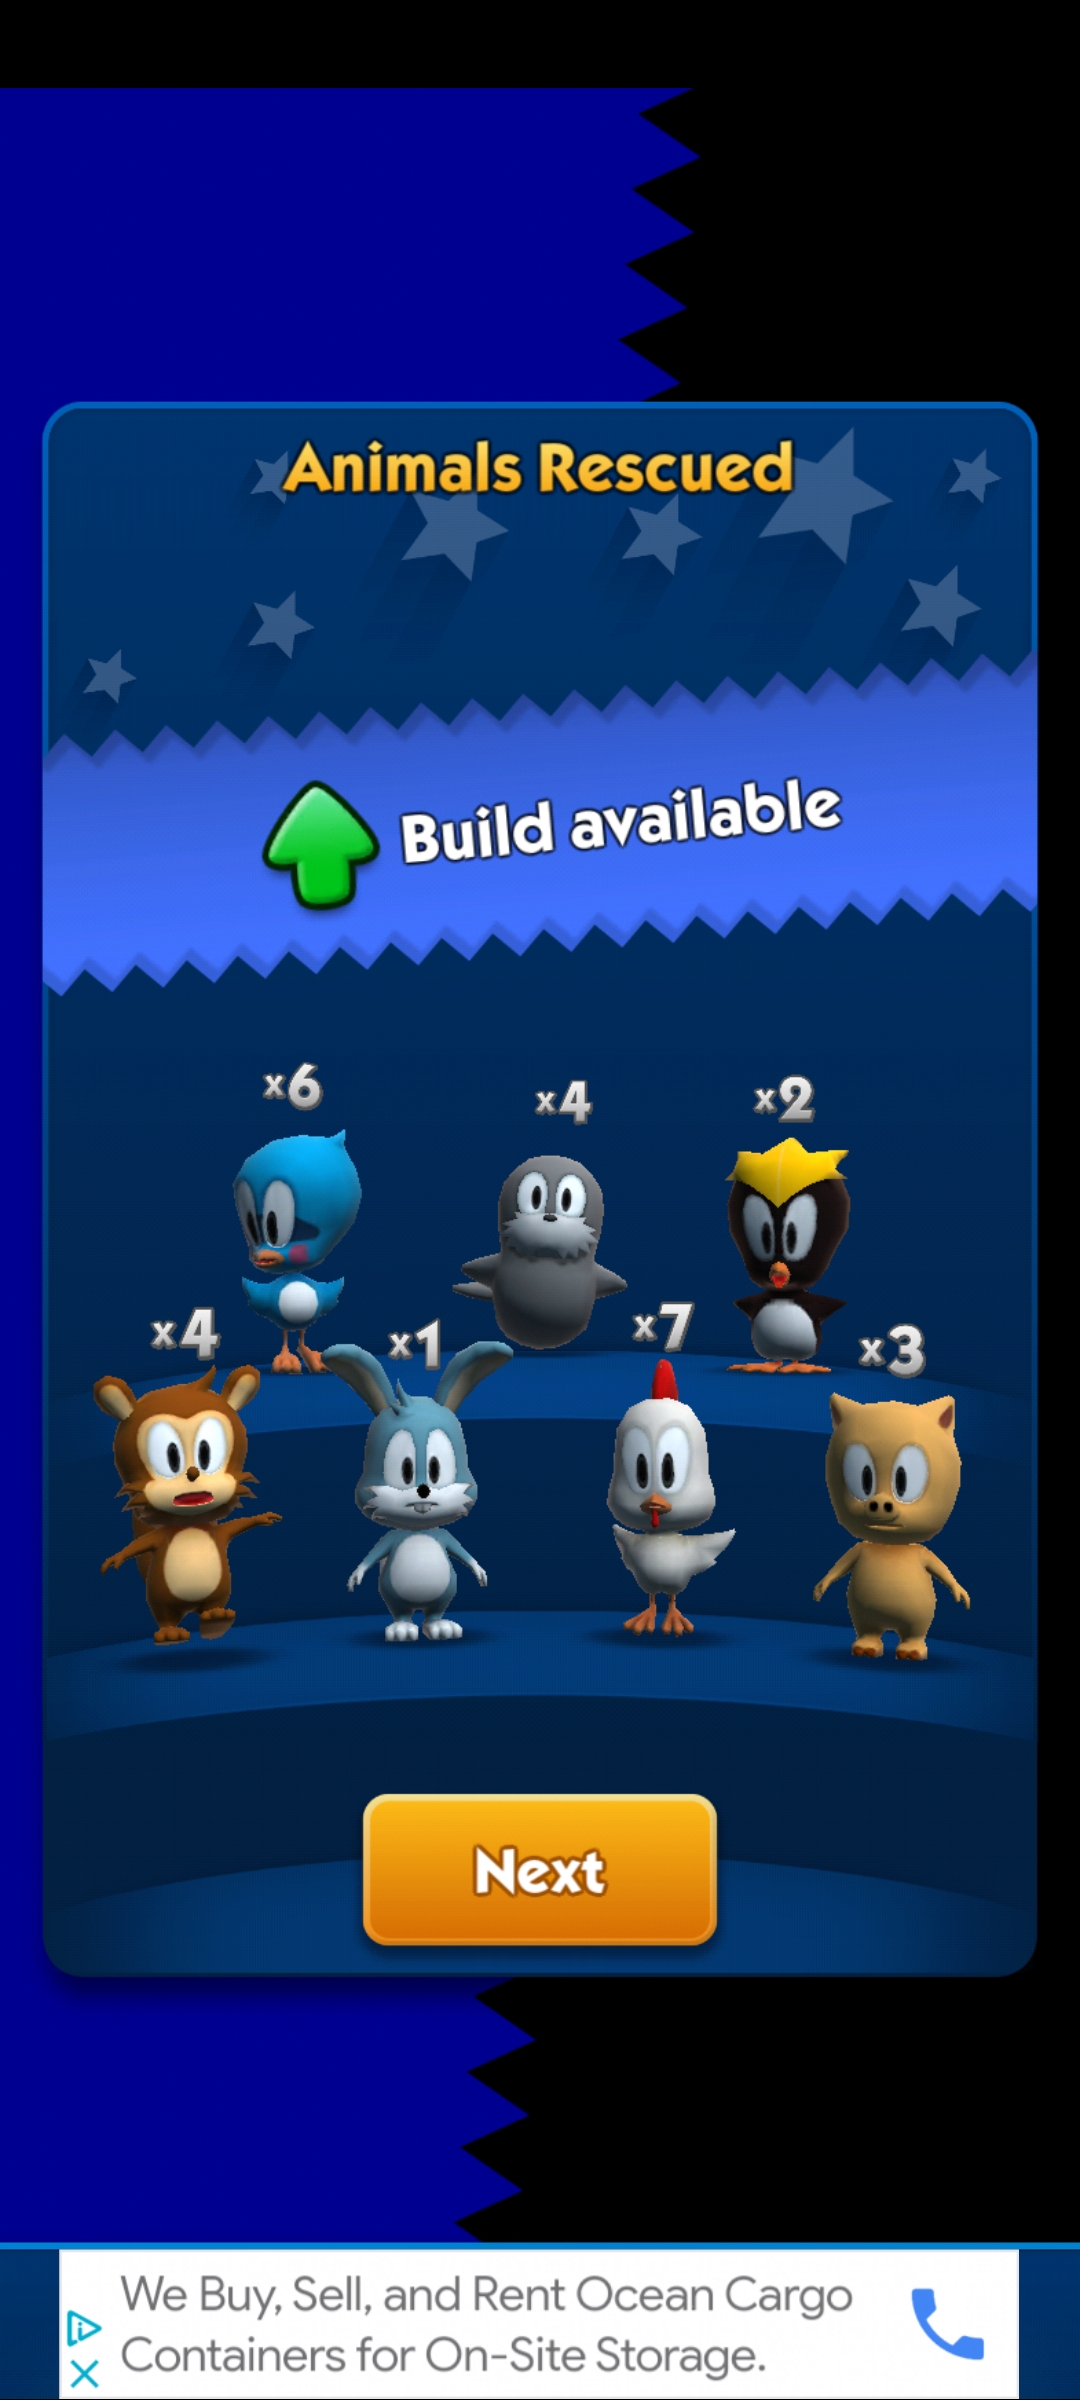 Animals Rescued
Build available
x6
x4
x2
x4
x1
x7
x3
Next
We Buy, Sell, and Rent Ocean Cargo
Containers for On-Site Storage.